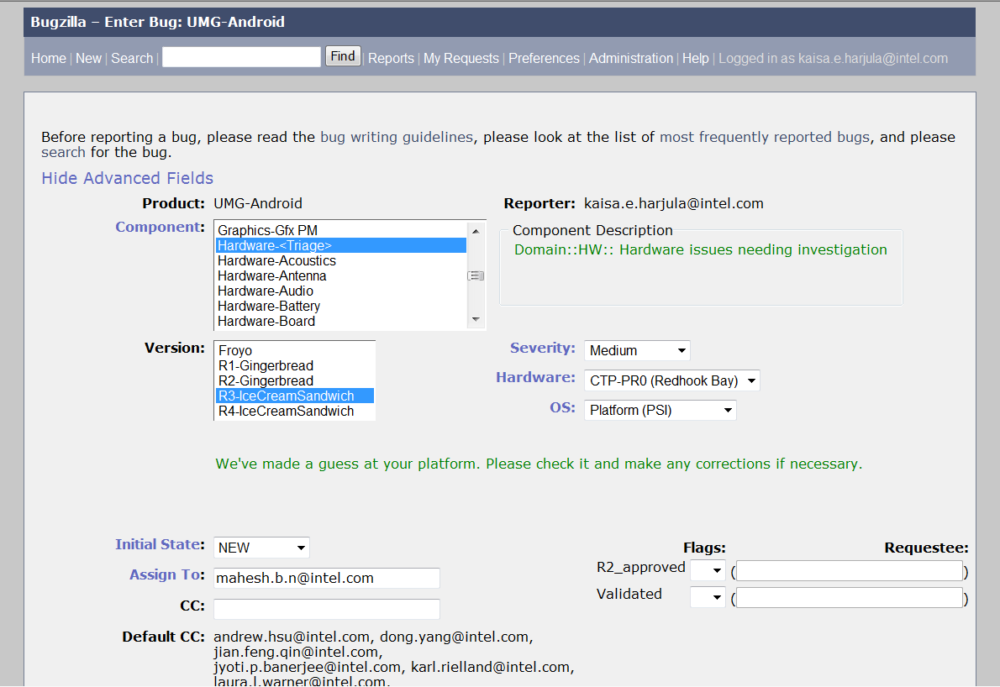 Bugzilla – Enter Bug: UMG-Android
Home | New | Search | Find | Reports | My Requests | Preferences | Administration | Help | Logged in as kaisa.e.harjula@intel.com
Before reporting a bug, please read the bug writing guidelines, please look at the list of most frequently reported bugs, and please
search for the bug.
Hide Advanced Fields
Product: UMG-Android
Reporter: kaisa.e.harjula@intel.com
Component:
Graphics-Gfx PM
Hardware-<Triage>
Hardware-Acoustics
Hardware-Antenna
Hardware-Audio
Hardware-Battery
Hardware-Board
Component Description
Domain::HW:: Hardware issues needing investigation
Version:
Froyo
R1-Gingerbread
R2-Gingerbread
R3-IceCreamSandwich
R4-IceCreamSandwich
Severity: Medium
Hardware: CTP-PR0 (Redhook Bay)
OS: Platform (PSI)
We've made a guess at your platform. Please check it and make any corrections if necessary.
Initial State: NEW
Assign To: mahesh.b.n@intel.com
CC:
Flags: Requestee:
R2_approved ( )
Validated ( )
Default CC: andrew.hsu@intel.com, dong.yang@intel.com,
jian.feng.qin@intel.com,
jyoti.p.banerjee@intel.com, karl.rielland@intel.com,
laura.l.warner@intel.com,